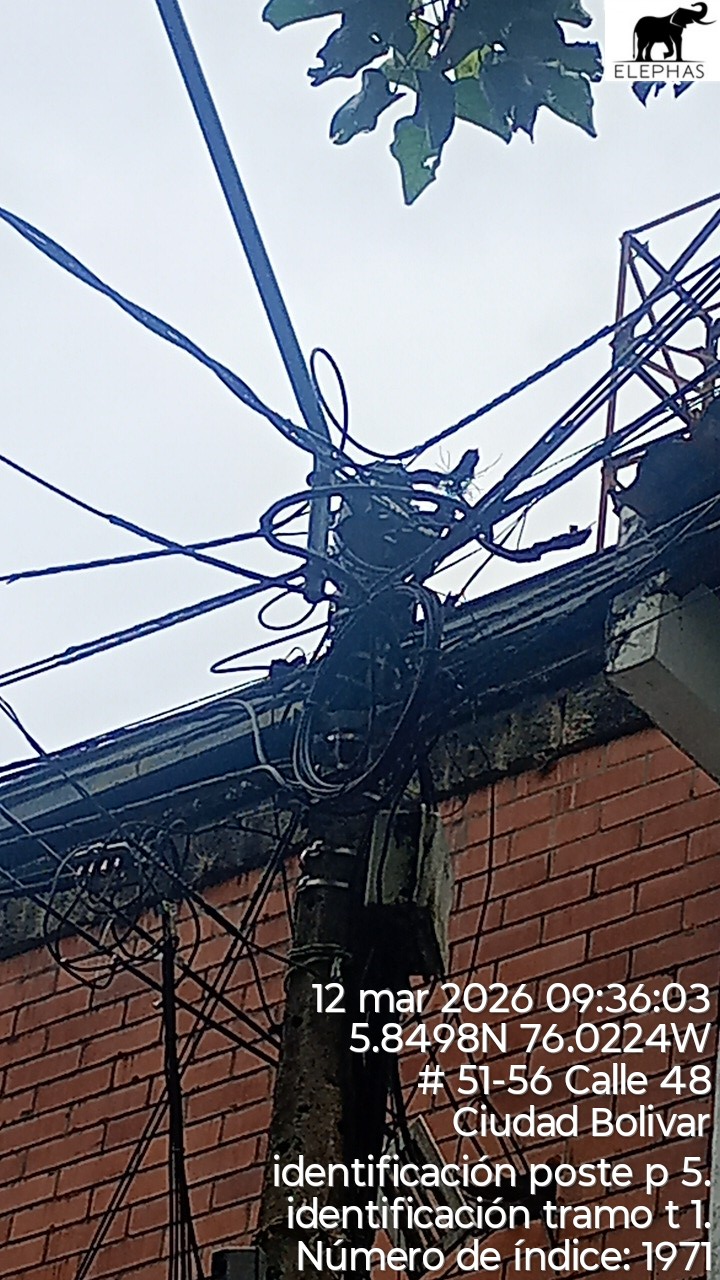 ELEPHAS
12 mar 2026 09:36:03
5.8498N 76.0224W
# 51-56 Calle 48
Ciudad Bolivar
identificación poste p 5.
identificación tramo t 1.
Número de índice: 1971